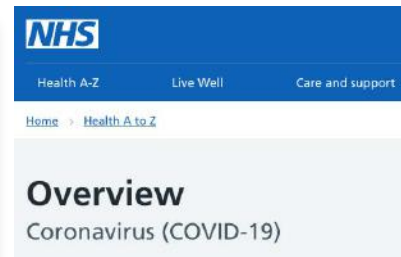 NHS
Health A-Z Live Well Care and support
Home > Health A to Z
Overview
Coronavirus (COVID-19)